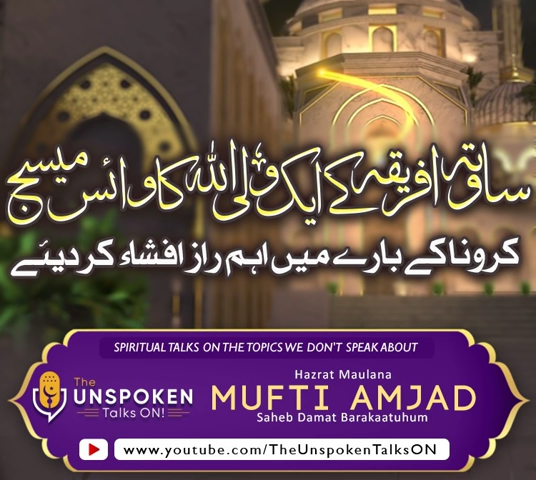 ساوتھ افریقہ کے ایک ولی اللہ کا وائس میسج
کرونا کے بارے میں اہم راز افشاء کر دیئے
SPIRITUAL TALKS ON THE TOPICS WE DON'T SPEAK ABOUT
The
UNSPOKEN
Talks ON!
Hazrat Maulana
MUFTI AMJAD
Saheb Damat Barakaatuhum
www.youtube.com/TheUnspokenTalksON